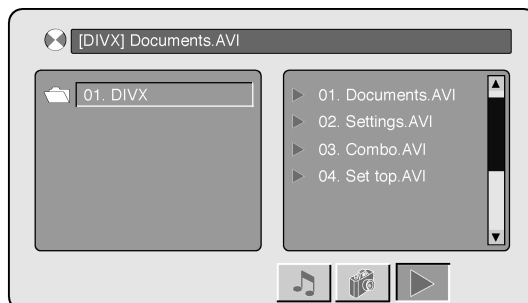 [DIVX] Documents.AVI
01. DIVX
01. Documents.AVI
02. Settings.AVI
03. Combo.AVI
04. Set top.AVI